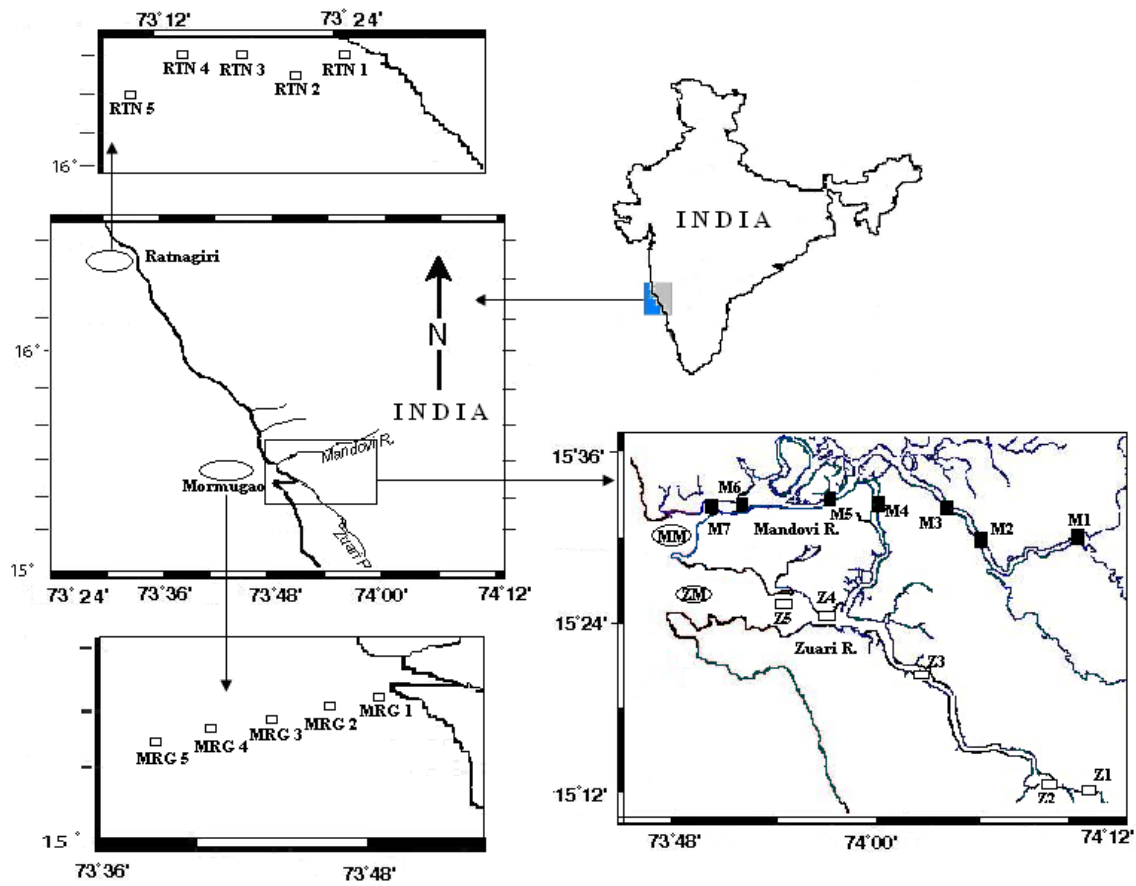 73°12' 73°24'
RTN 4 RTN 3 RTN 1
RTN 2
RTN 5
16°
Ratnagiri
16°
N
INDIA
Mandovi R.
Mormugao
Zuari R.
15°
73°24' 73°36' 73°48' 74°00' 74°12'
MRG 1
MRG 2
MRG 3
MRG 4
MRG 5
15°
73°36' 73°48'
INDIA
15°36'
M6
M7 Mandovi R. M5 M4 M3 M2 M1
MM
ZM
Z5 Z4
15°24'
Zuari R.
Z3
Z2 Z1
15°12'
73°48' 74°00' 74°12'